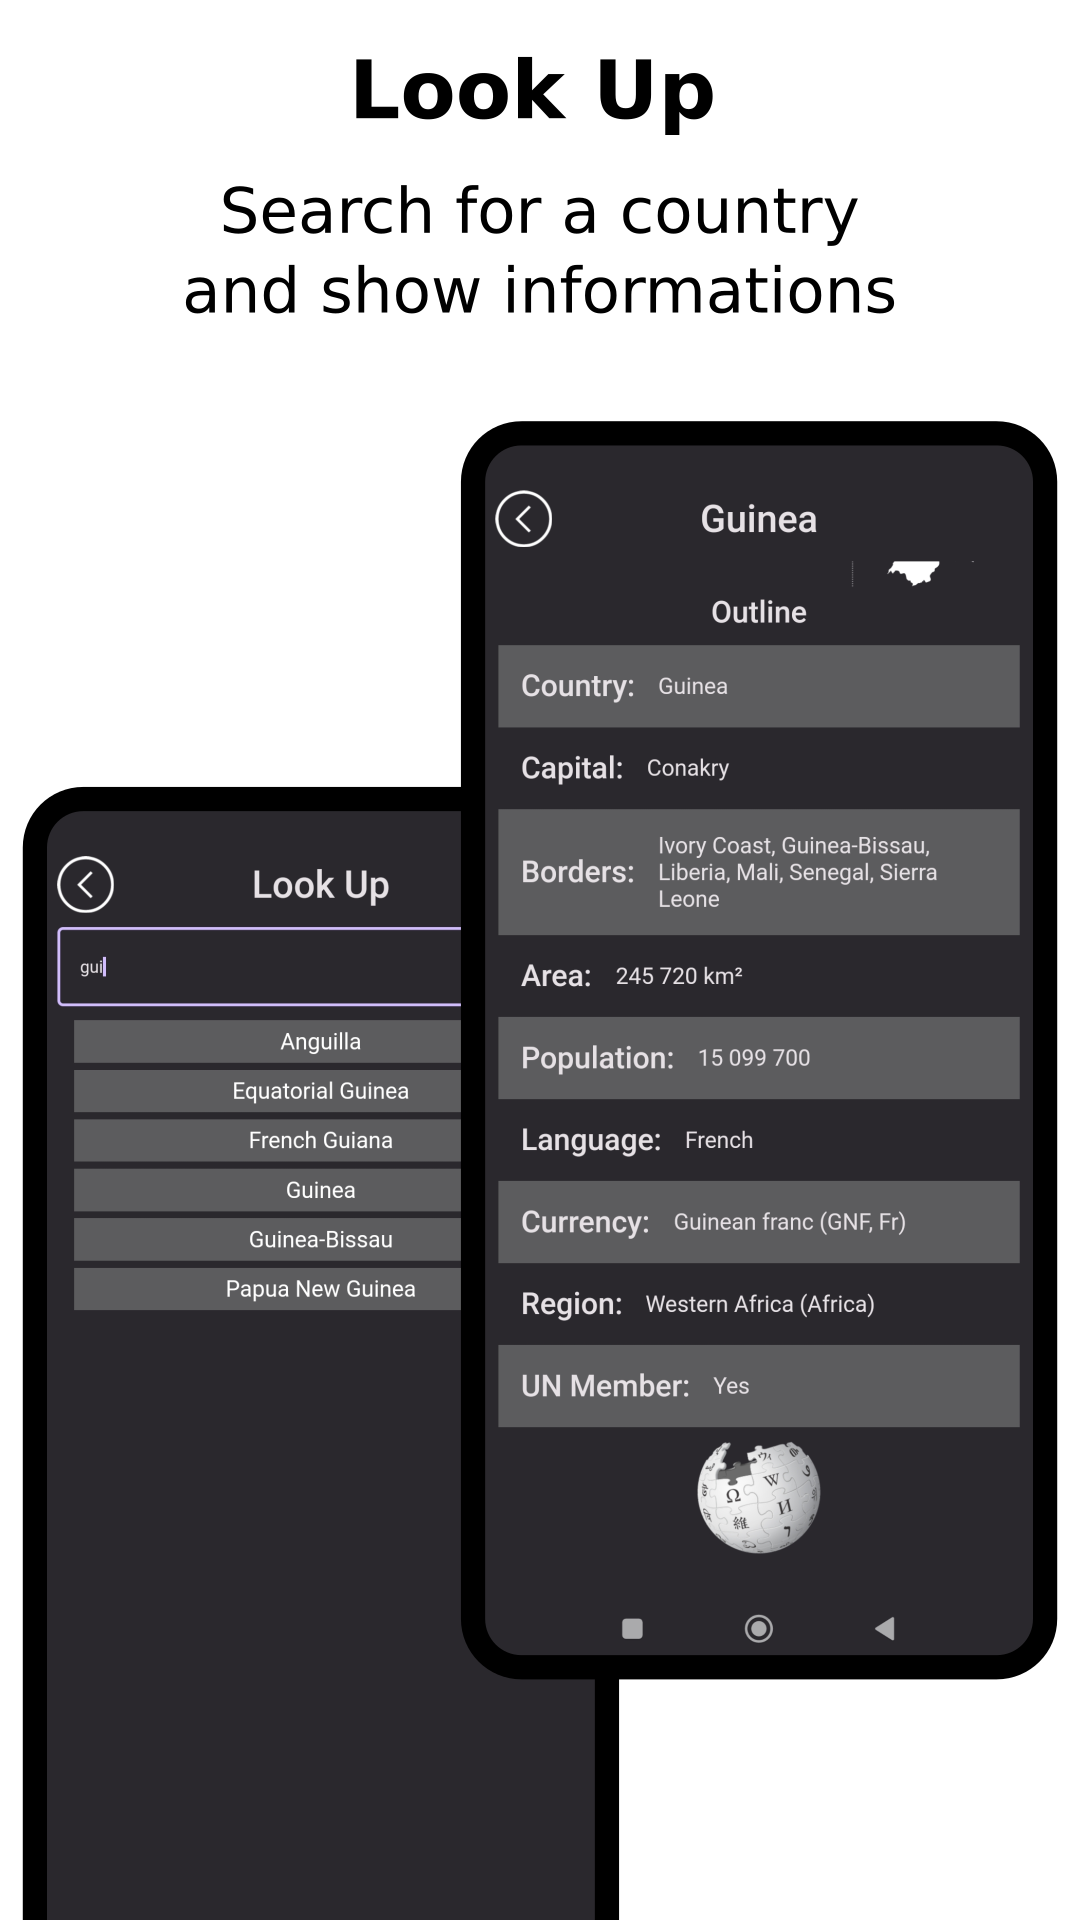 Look Up
Search for a country
and show informations
Guinea
Outline
Country: Guinea
Capital: Conakry
Borders: Ivory Coast, Guinea-Bissau,
Liberia, Mali, Senegal, Sierra
Leone
Area: 245 720 km²
Population: 15 099 700
Language: French
Currency: Guinean franc (GNF, Fr)
Region: Western Africa (Africa)
UN Member: Yes
Ω W И
維
Look Up
gui
Anguilla
Equatorial Guinea
French Guiana
Guinea
Guinea-Bissau
Papua New Guinea